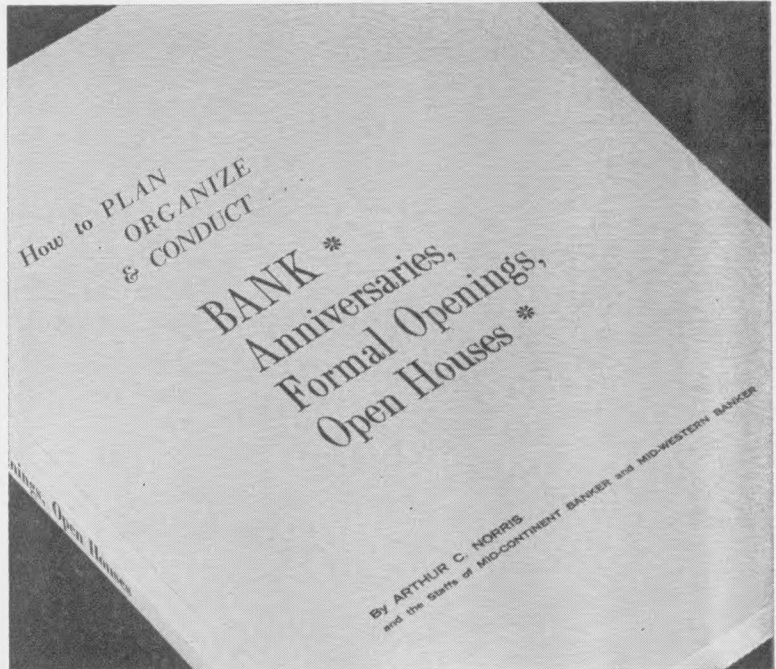 How to PLAN
ORGANIZE
& CONDUCT . . .
BANK *
Anniversaries,
Formal Openings,
Open Houses *
By ARTHUR C. NORRIS
and the Staffs of MID-CONTINENT BANKER and MID-WESTERN BANKER
nings, Open Houses